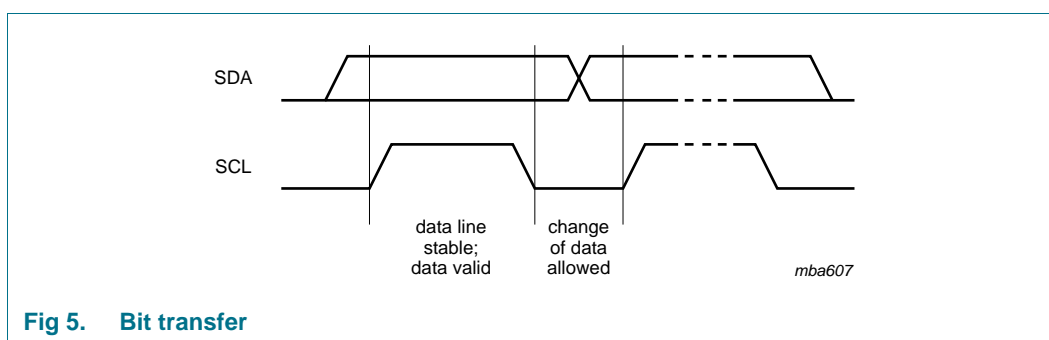 SDA
SCL
data line
stable;
data valid
change
of data
allowed
mba607
Fig 5. Bit transfer